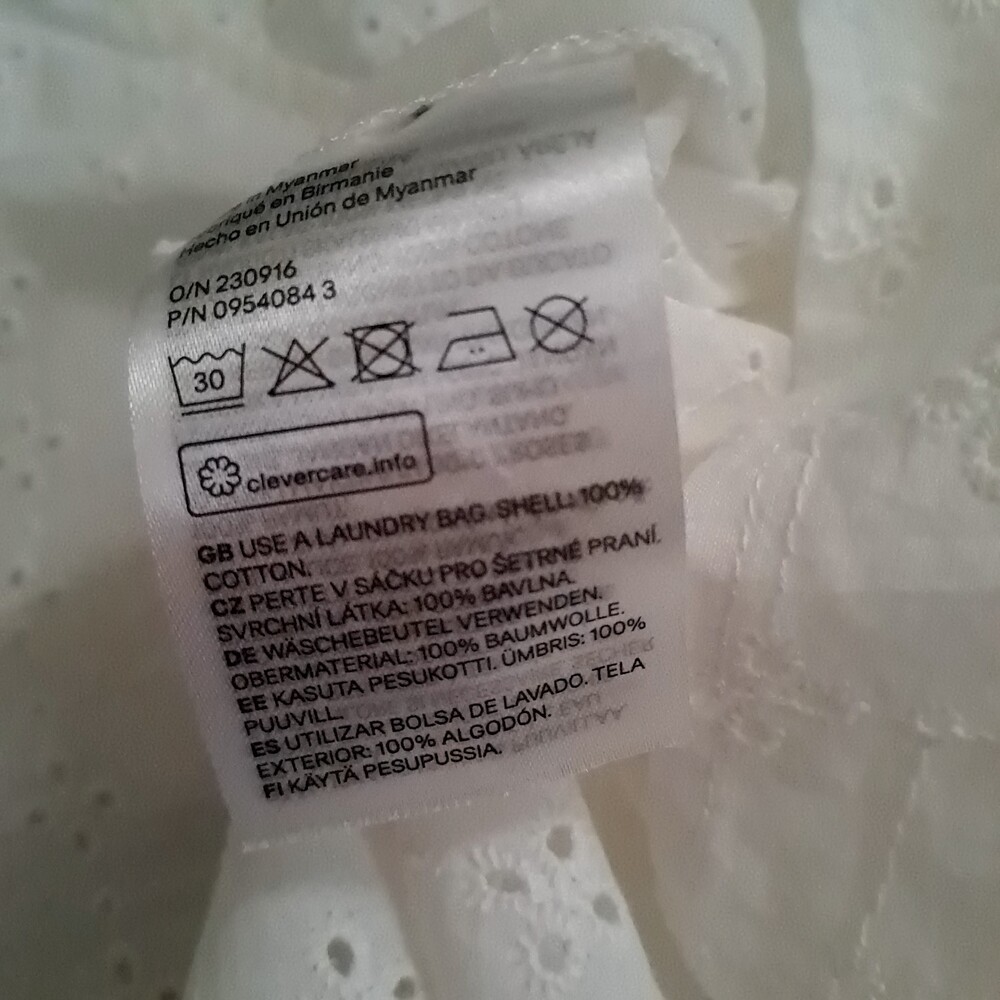 in Myanmar
en Birmanie
Hecho en Unión de Myanmar
O/N 230916
P/N 0954084 3
30
clevercare.info
GB USE A LAUNDRY BAG. SHELL: 100%
COTTON.
CZ PERTE V SÁČKU PRO ŠETRNÉ PRANÍ.
SVRCHNÍ LÁTKA: 100% BAVLNA.
DE WÄSCHEBEUTEL VERWENDEN.
OBERMATERIAL: 100% BAUMWOLLE.
EE KASUTA PESUKOTTI. ÜMBRIS: 100%
PUUVILL.
ES UTILIZAR BOLSA DE LAVADO. TELA
EXTERIOR: 100% ALGODÓN.
FI KÄYTÄ PESUPUSSIA.